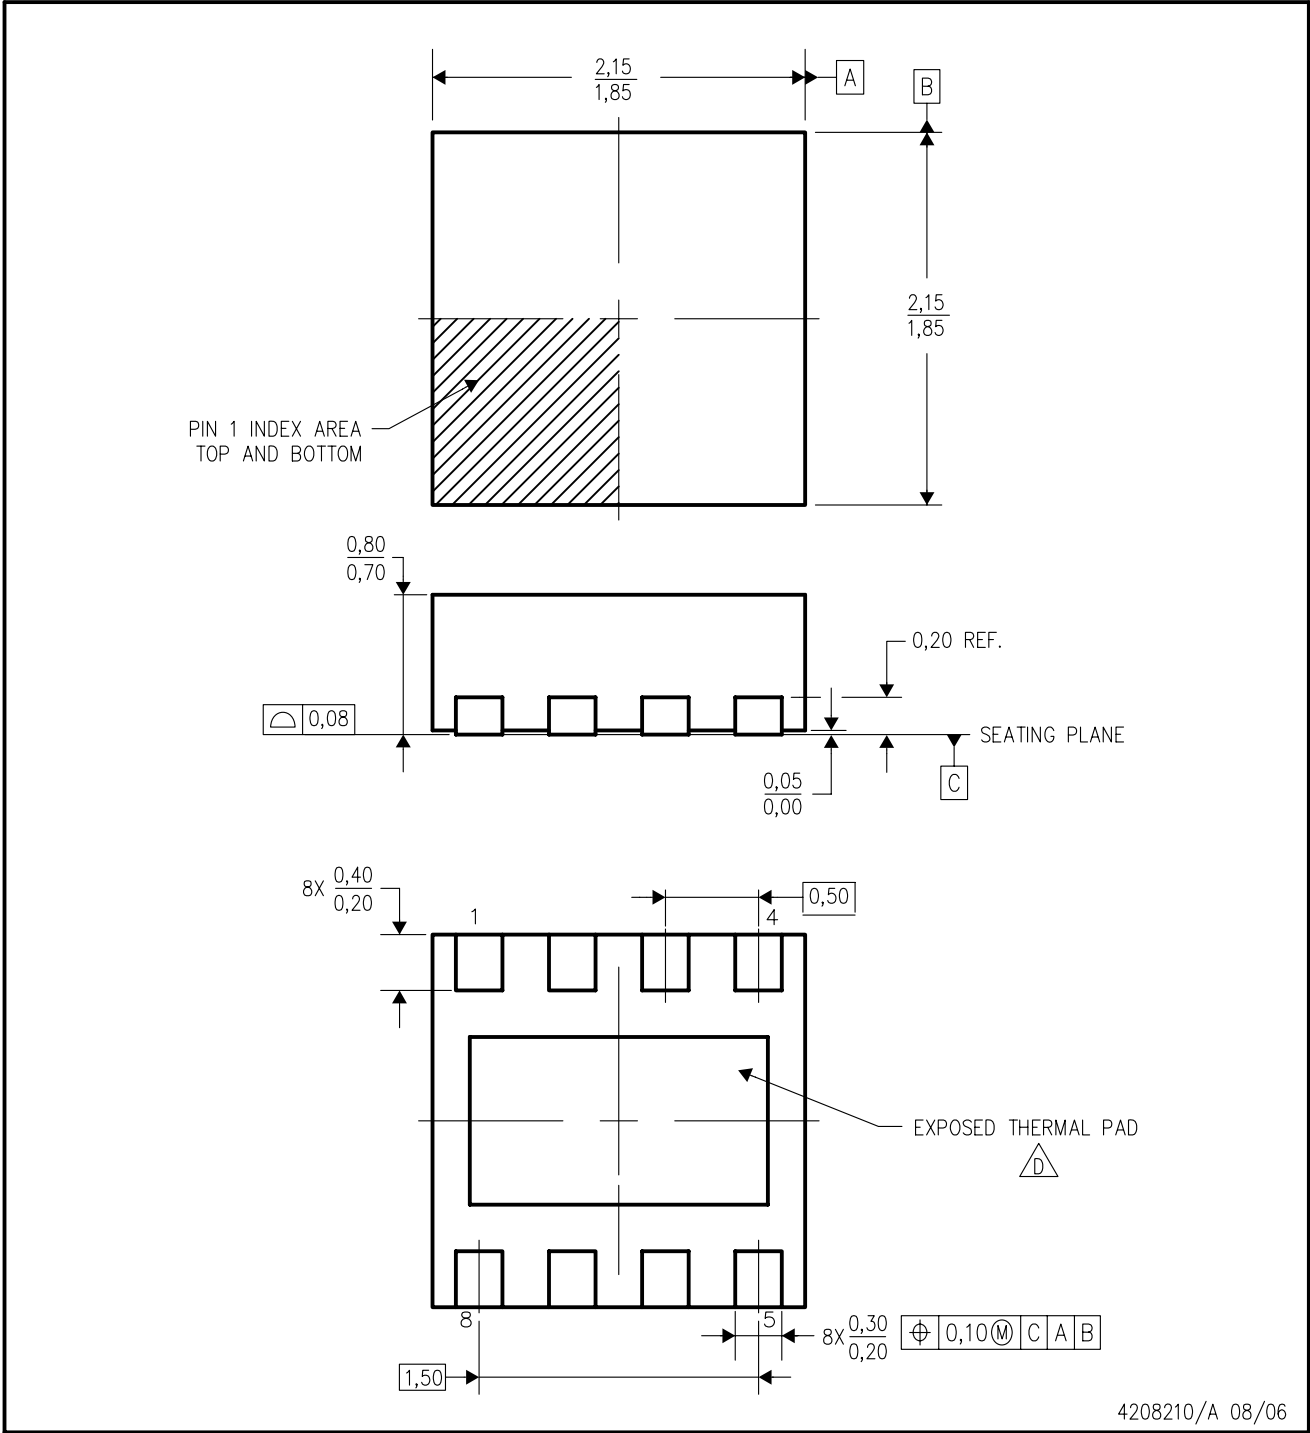 2,15
1,85
A
B
2,15
1,85
PIN 1 INDEX AREA
TOP AND BOTTOM
0,80
0,70
0,20 REF.
0,08
SEATING PLANE
0,05
0,00
C
8X 0,40
0,20
1
4
0,50
EXPOSED THERMAL PAD
D
8
5
8X 0,30
0,20
⌖ 0,10 Ⓜ C A B
1,50
4208210/A 08/06